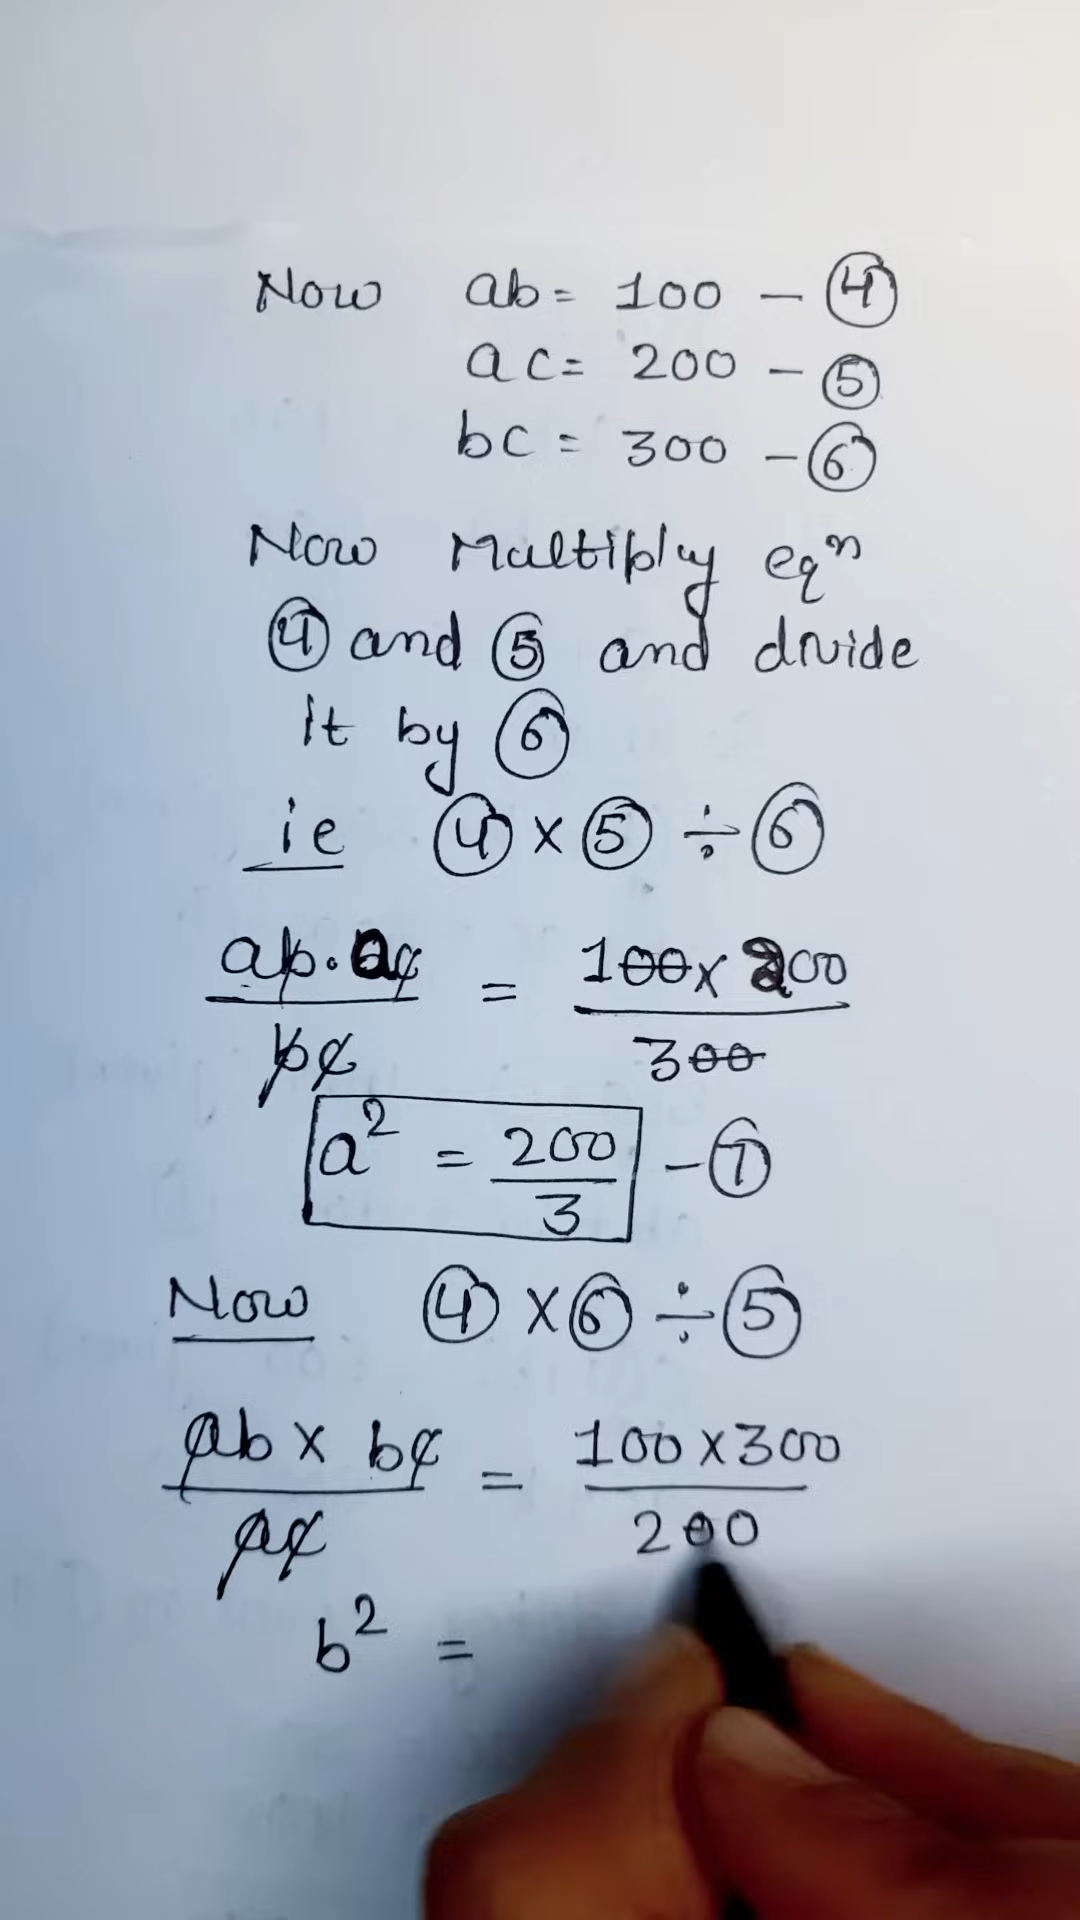 Now ab = 100 - ④
ac = 200 - ⑤
bc = 300 - ⑥
Now Multiply eqⁿ
④ and ⑤ and divide
it by ⑥
ie ④ × ⑤ ÷ ⑥
ab.ac = 100 x 200
bc 300
a² = 200/3 - ⑦
Now ④ × ⑥ ÷ ⑤
ab x bc = 100 x 300
ac 200
b² =